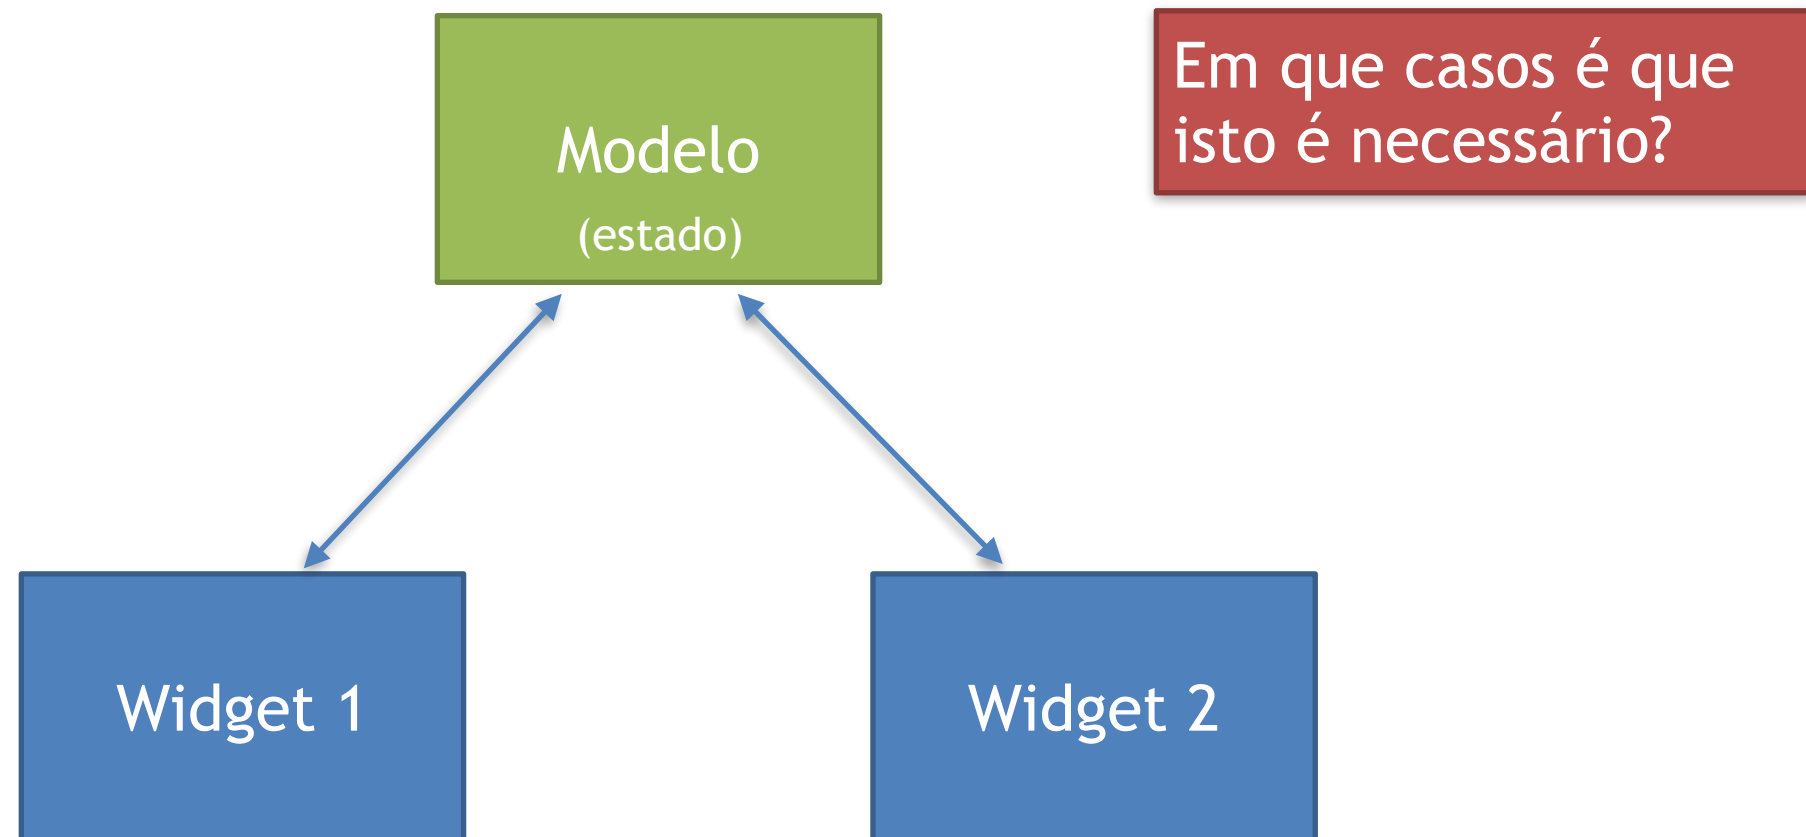 Modelo
(estado)
Em que casos é que
isto é necessário?
Widget 1
Widget 2